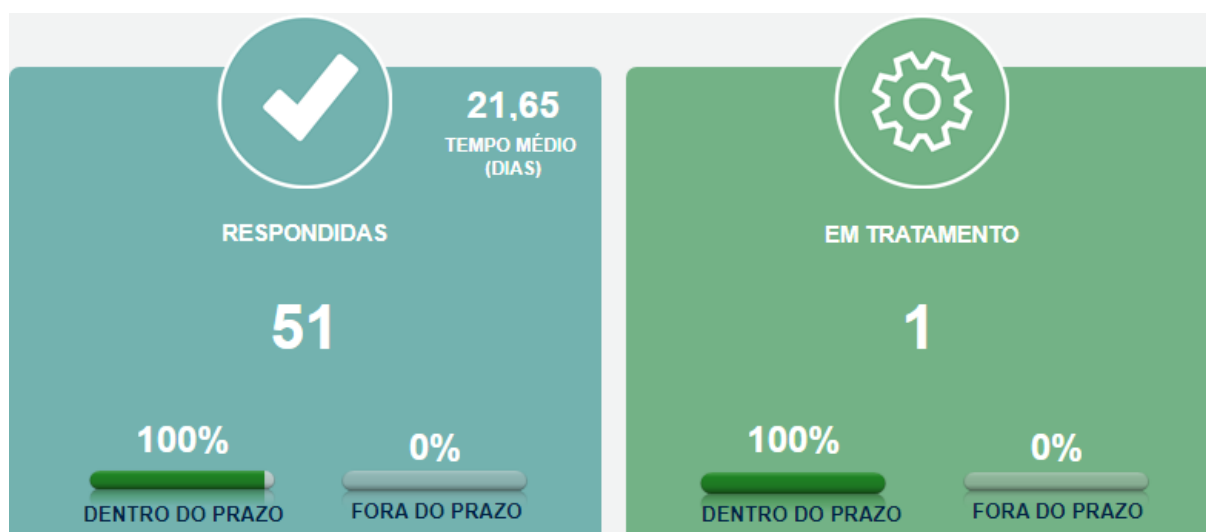 21,65
TEMPO MÉDIO
(DIAS)
RESPONDIDAS
51
100%
0%
DENTRO DO PRAZO
FORA DO PRAZO
EM TRATAMENTO
1
100%
0%
DENTRO DO PRAZO
FORA DO PRAZO